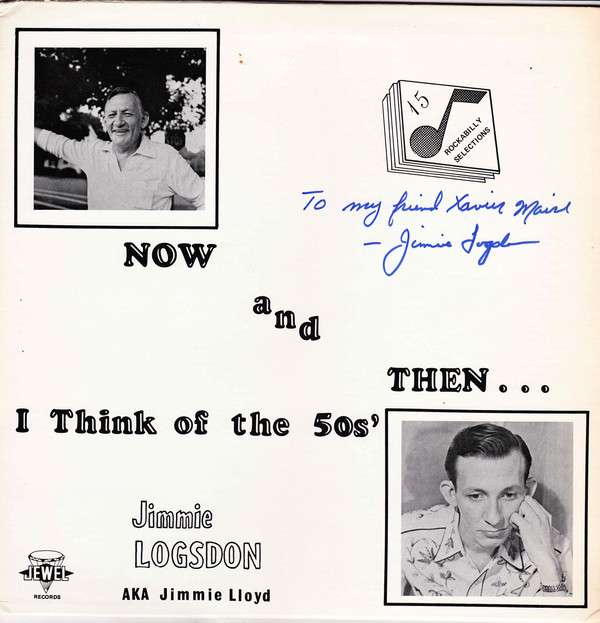 15
ROCKABILLY
SELECTIONS
To my friend Xavier Maire
— Jimmie Logsdon
NOW
and
THEN...
I Think of the 50s'
Jimmie
LOGSDON
AKA Jimmie Lloyd
JEWEL
RECORDS